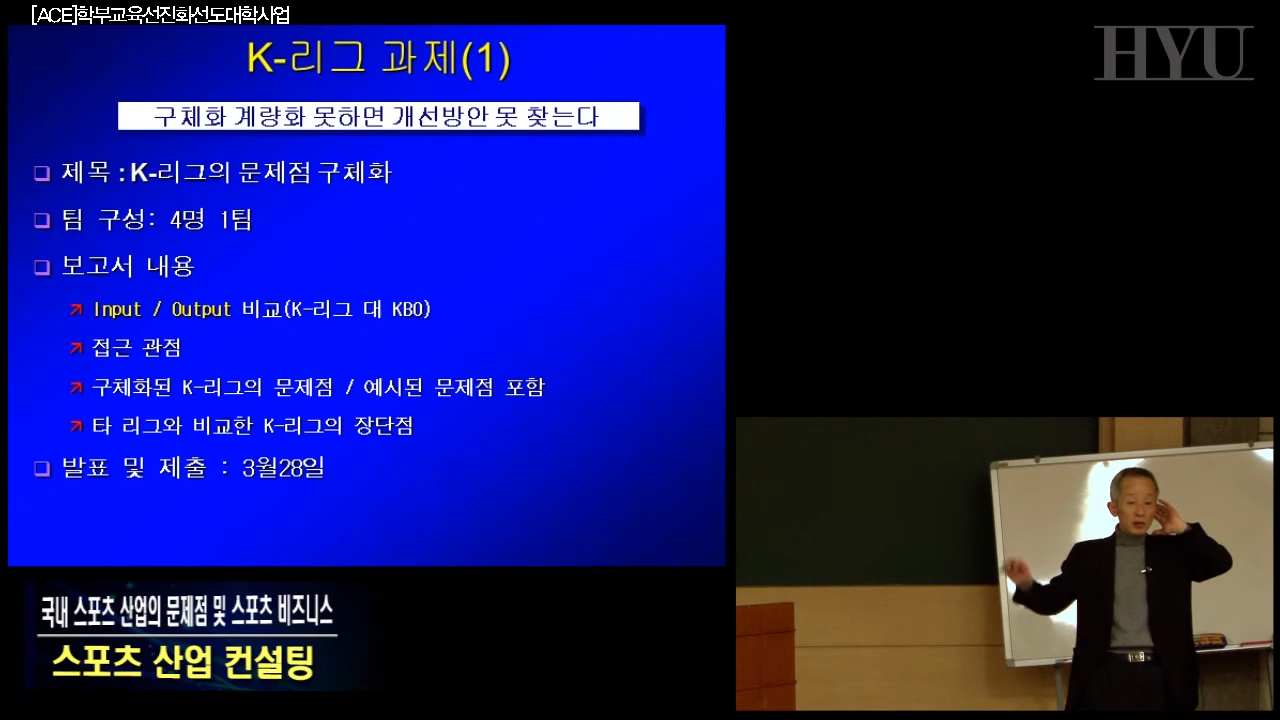 [ACE]학부교육선진화선도대학사업
HYU
K-리그 과제(1)
구체화 계량화 못하면 개선방안 못 찾는다
제목 : K-리그의 문제점 구체화
팀 구성: 4명 1팀
보고서 내용
Input / Output 비교(K-리그 대 KBO)
접근 관점
구체화된 K-리그의 문제점 / 예시된 문제점 포함
타 리그와 비교한 K-리그의 장단점
발표 및 제출 : 3월28일
국내 스포츠 산업의 문제점 및 스포츠 비즈니스
스포츠 산업 컨설팅